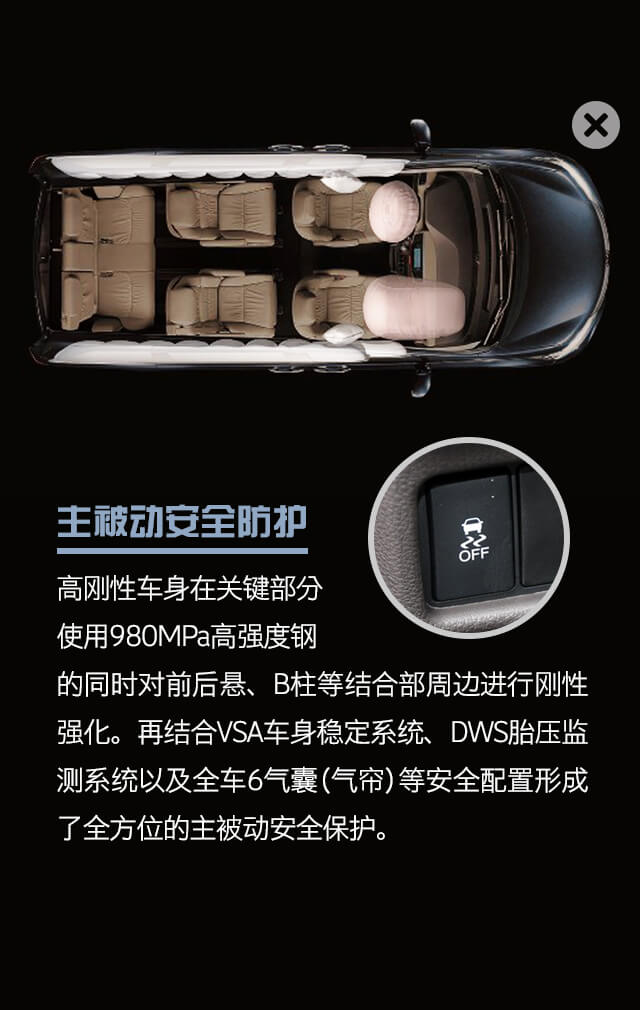 主被动安全防护
OFF
高刚性车身在关键部分
使用980MPa高强度钢
的同时对前后悬、B柱等结合部周边进行刚性
强化。再结合VSA车身稳定系统、DWS胎压监
测系统以及全车6气囊(气帘)等安全配置形成
了全方位的主被动安全保护。